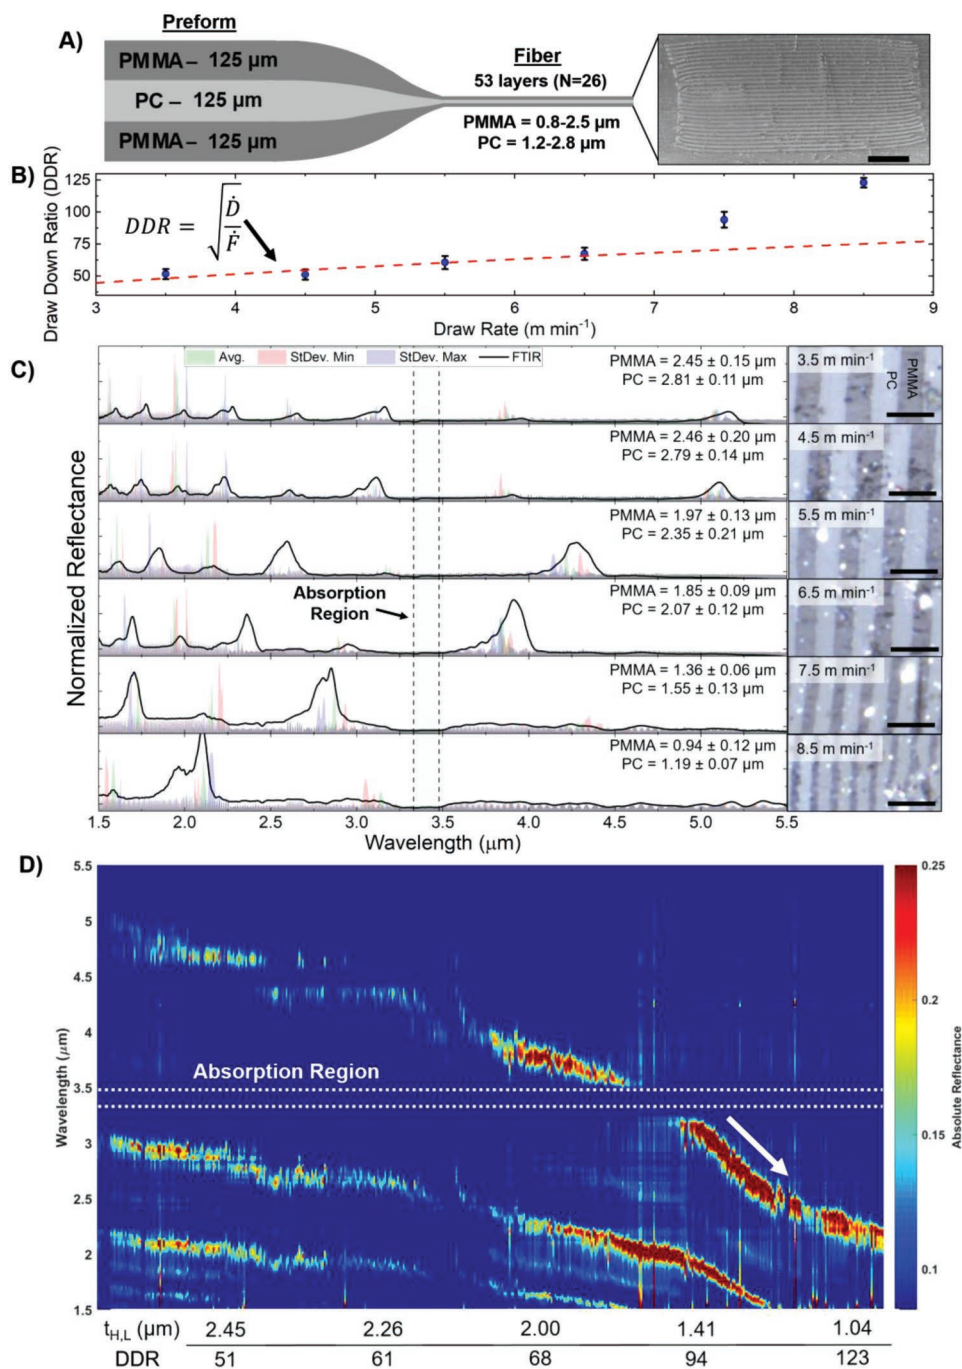 Preform
A)
PMMA – 125 µm
PC – 125 µm
PMMA – 125 µm
Fiber
53 layers (N=26)
PMMA = 0.8-2.5 µm
PC = 1.2-2.8 µm
B)
Draw Down Ratio (DDR)
125
100
75
50
DDR = √(Ḋ/Ḟ)
3 4 5 6 7 8 9
Draw Rate (m min⁻¹)
C)
Avg. StDev. Min StDev. Max FTIR
Normalized Reflectance
PMMA = 2.45 ± 0.15 µm
PC = 2.81 ± 0.11 µm
3.5 m min⁻¹
PMMA
PC
PMMA = 2.46 ± 0.20 µm
PC = 2.79 ± 0.14 µm
4.5 m min⁻¹
PMMA = 1.97 ± 0.13 µm
PC = 2.35 ± 0.21 µm
5.5 m min⁻¹
Absorption
Region
PMMA = 1.85 ± 0.09 µm
PC = 2.07 ± 0.12 µm
6.5 m min⁻¹
PMMA = 1.36 ± 0.06 µm
PC = 1.55 ± 0.13 µm
7.5 m min⁻¹
PMMA = 0.94 ± 0.12 µm
PC = 1.19 ± 0.07 µm
8.5 m min⁻¹
1.5 2.0 2.5 3.0 3.5 4.0 4.5 5.0 5.5
Wavelength (µm)
D)
Wavelength (µm)
5.5
5
4.5
4
3.5
3
2.5
2
1.5
Absorption Region
0.25
0.2
0.15
0.1
Absolute Reflectance
t_H,L (µm) 2.45 2.26 2.00 1.41 1.04
DDR 51 61 68 94 123